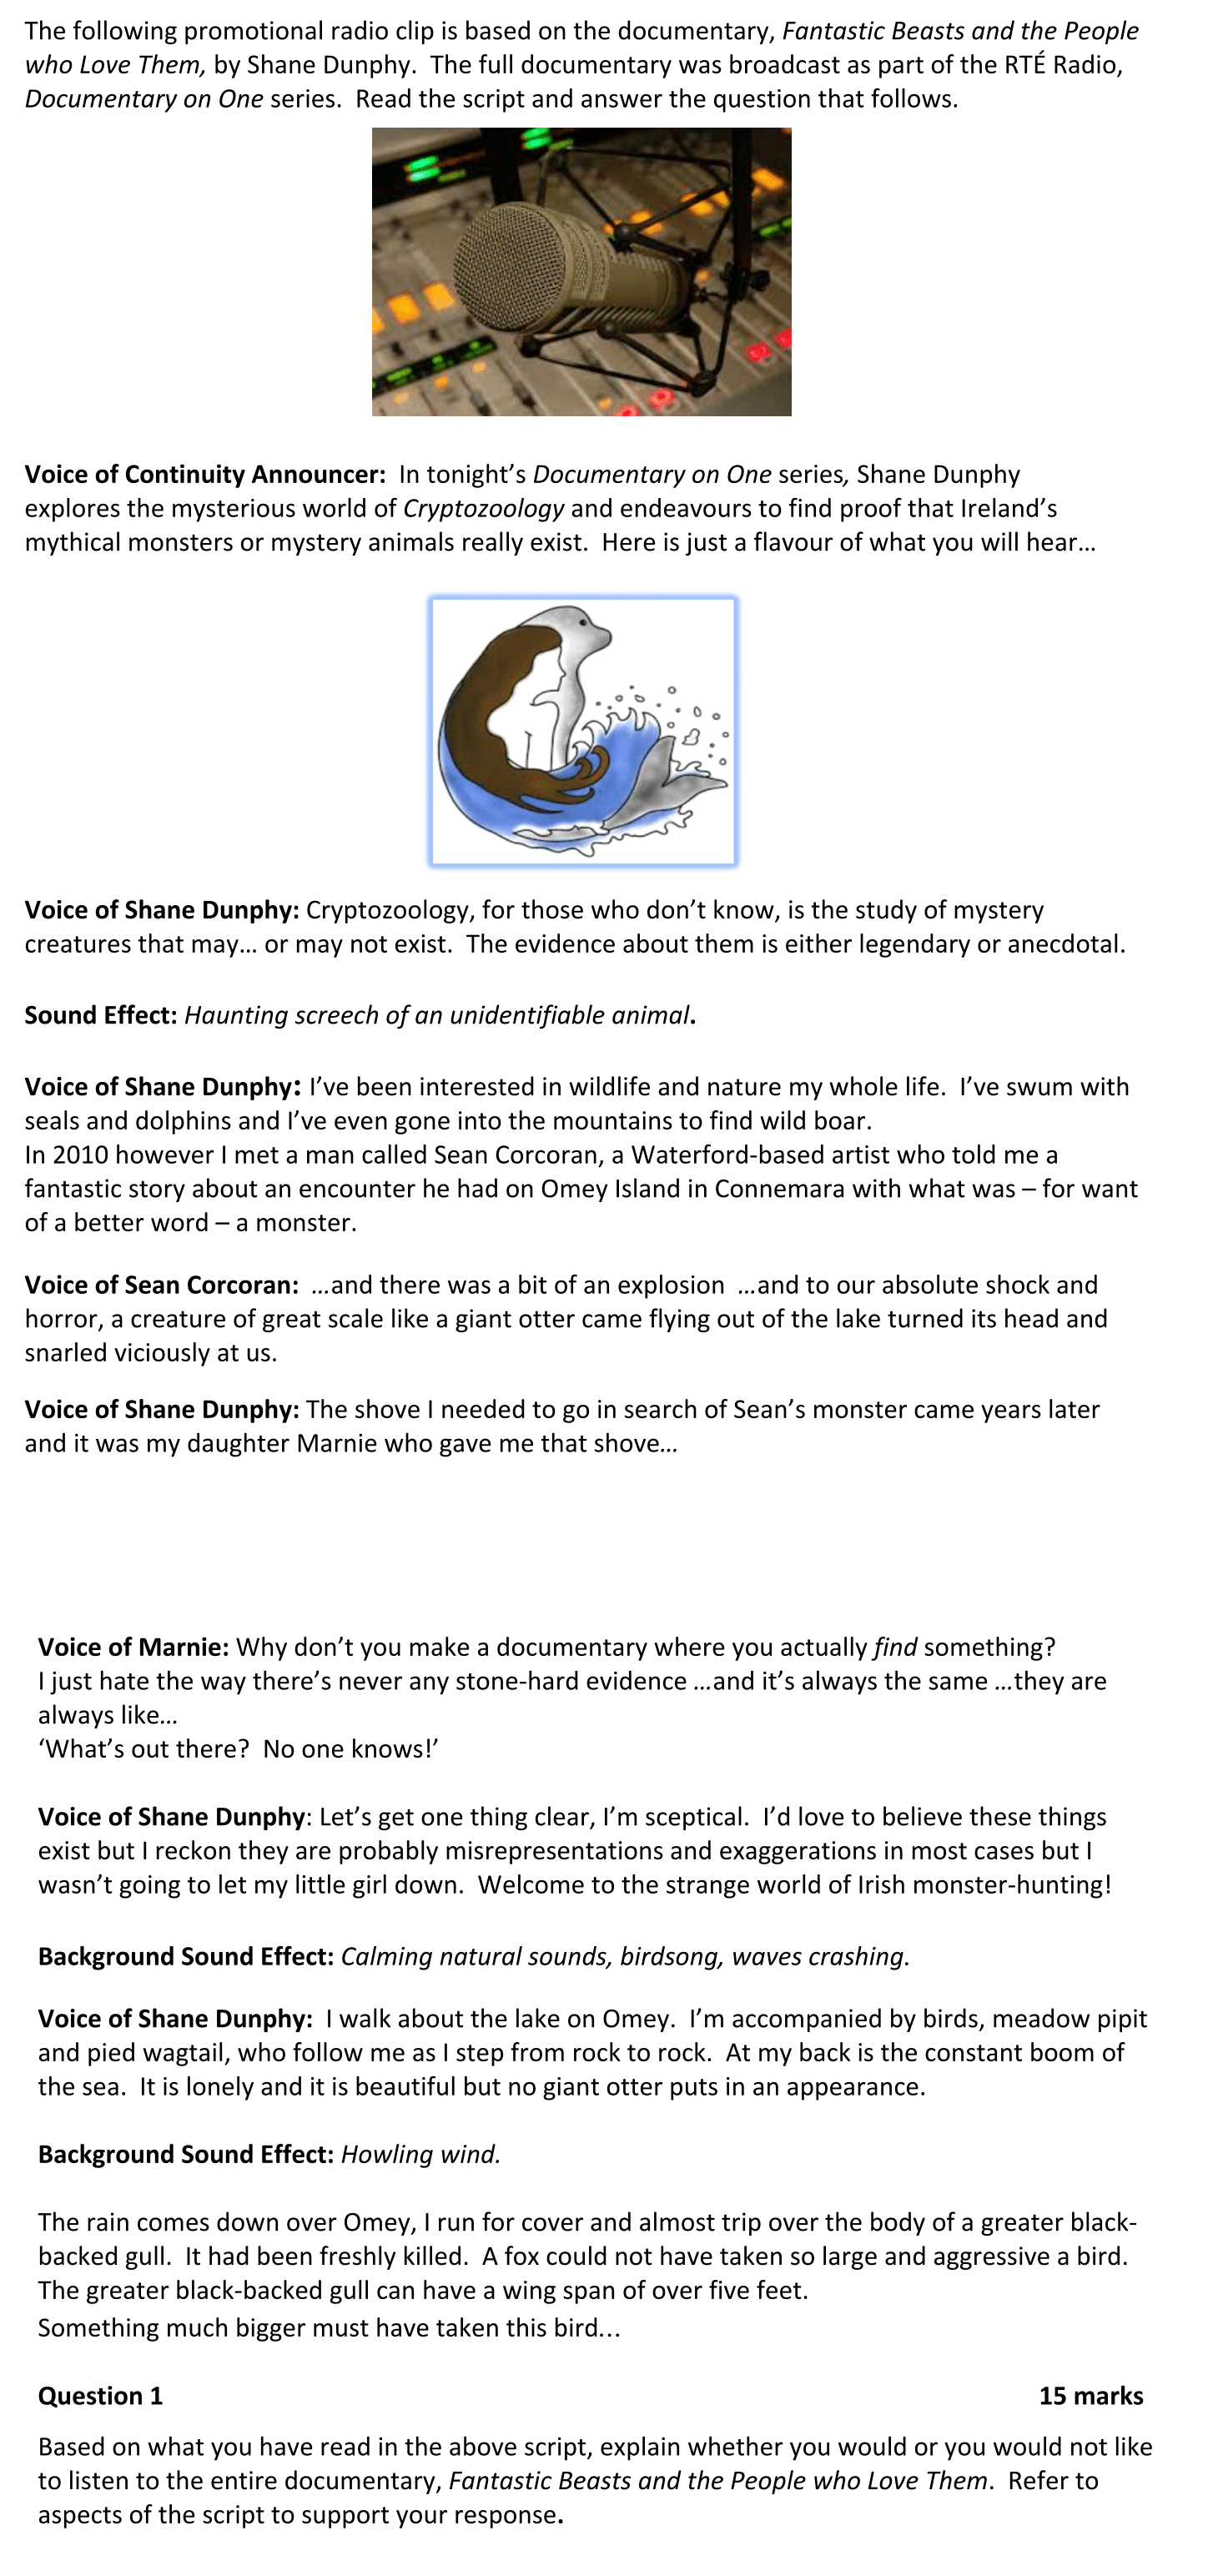 The following promotional radio clip is based on the documentary, Fantastic Beasts and the People
who Love Them, by Shane Dunphy.  The full documentary was broadcast as part of the RTÉ Radio,
Documentary on One series.  Read the script and answer the question that follows.
Voice of Continuity Announcer:  In tonight’s Documentary on One series, Shane Dunphy
explores the mysterious world of Cryptozoology and endeavours to find proof that Ireland’s
mythical monsters or mystery animals really exist.  Here is just a flavour of what you will hear…
Voice of Shane Dunphy: Cryptozoology, for those who don’t know, is the study of mystery
creatures that may… or may not exist.  The evidence about them is either legendary or anecdotal.
Sound Effect: Haunting screech of an unidentifiable animal.
Voice of Shane Dunphy: I’ve been interested in wildlife and nature my whole life.  I’ve swum with
seals and dolphins and I’ve even gone into the mountains to find wild boar.
In 2010 however I met a man called Sean Corcoran, a Waterford-based artist who told me a
fantastic story about an encounter he had on Omey Island in Connemara with what was – for want
of a better word – a monster.
Voice of Sean Corcoran:  …and there was a bit of an explosion  …and to our absolute shock and
horror, a creature of great scale like a giant otter came flying out of the lake turned its head and
snarled viciously at us.
Voice of Shane Dunphy: The shove I needed to go in search of Sean’s monster came years later
and it was my daughter Marnie who gave me that shove…
Voice of Marnie: Why don’t you make a documentary where you actually find something?
I just hate the way there’s never any stone-hard evidence …and it’s always the same …they are
always like…
‘What’s out there?  No one knows!’
Voice of Shane Dunphy: Let’s get one thing clear, I’m sceptical.  I’d love to believe these things
exist but I reckon they are probably misrepresentations and exaggerations in most cases but I
wasn’t going to let my little girl down.  Welcome to the strange world of Irish monster-hunting!
Background Sound Effect: Calming natural sounds, birdsong, waves crashing.
Voice of Shane Dunphy:  I walk about the lake on Omey.  I’m accompanied by birds, meadow pipit
and pied wagtail, who follow me as I step from rock to rock.  At my back is the constant boom of
the sea.  It is lonely and it is beautiful but no giant otter puts in an appearance.
Background Sound Effect: Howling wind.
The rain comes down over Omey, I run for cover and almost trip over the body of a greater black-
backed gull.  It had been freshly killed.  A fox could not have taken so large and aggressive a bird.
The greater black-backed gull can have a wing span of over five feet.
Something much bigger must have taken this bird…
Question 1 15 marks
Based on what you have read in the above script, explain whether you would or you would not like
to listen to the entire documentary, Fantastic Beasts and the People who Love Them.  Refer to
aspects of the script to support your response.